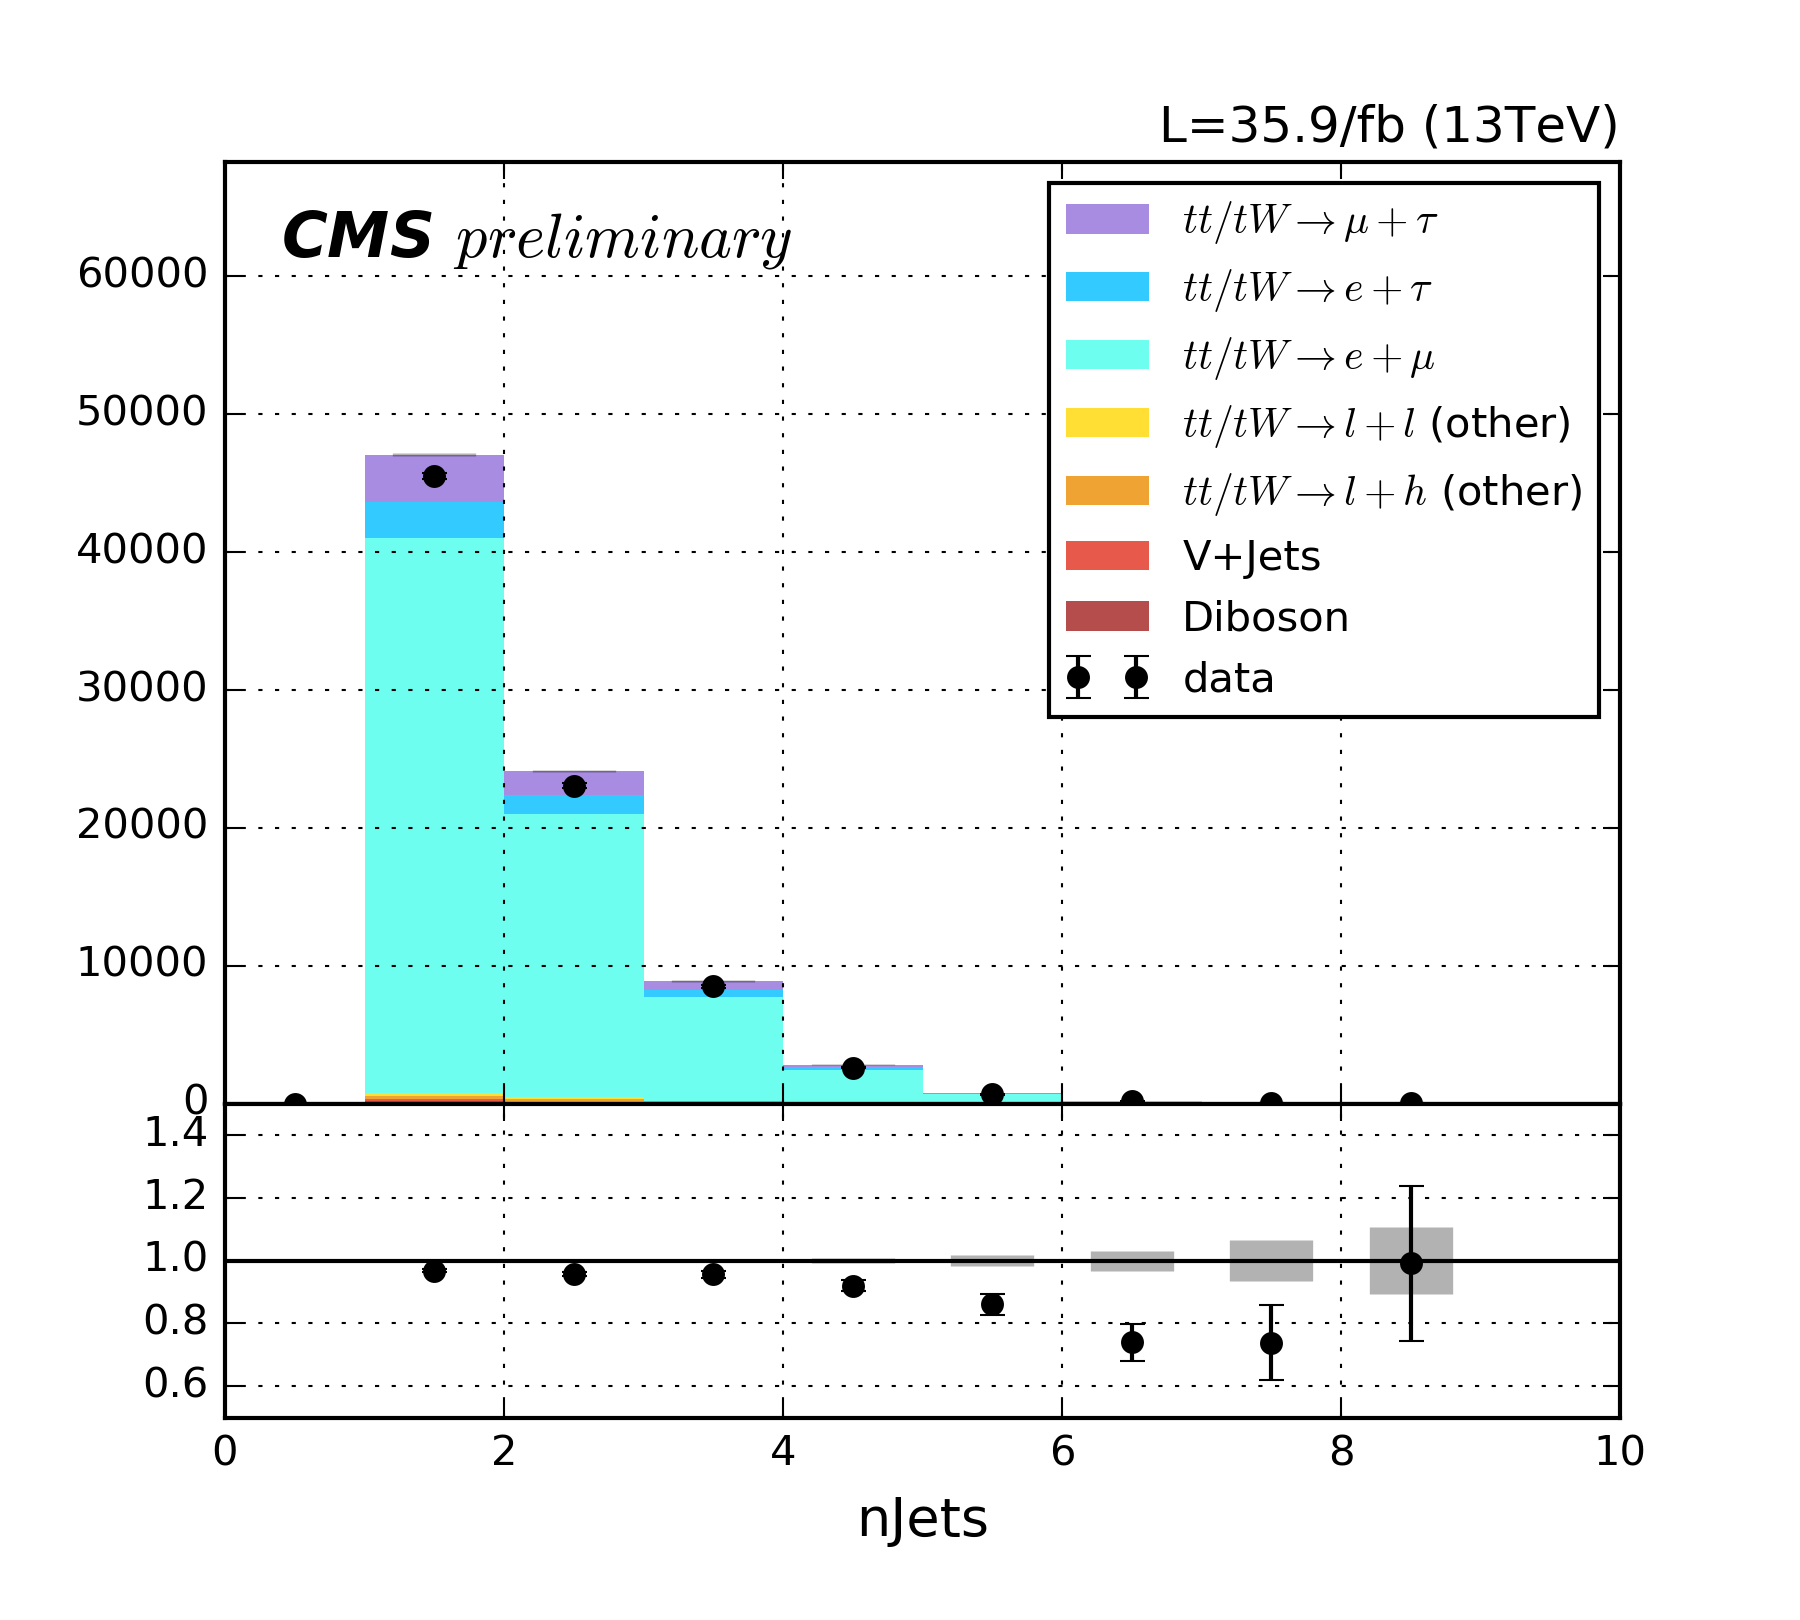 L=35.9/fb (13TeV)
CMS preliminary
60000
50000
40000
30000
20000
10000
0
tt/tW→μ+τ
tt/tW→e+τ
tt/tW→e+μ
tt/tW→l+l (other)
tt/tW→l+h (other)
V+Jets
Diboson
data
1.4
1.2
1.0
0.8
0.6
0 2 4 6 8 10
nJets